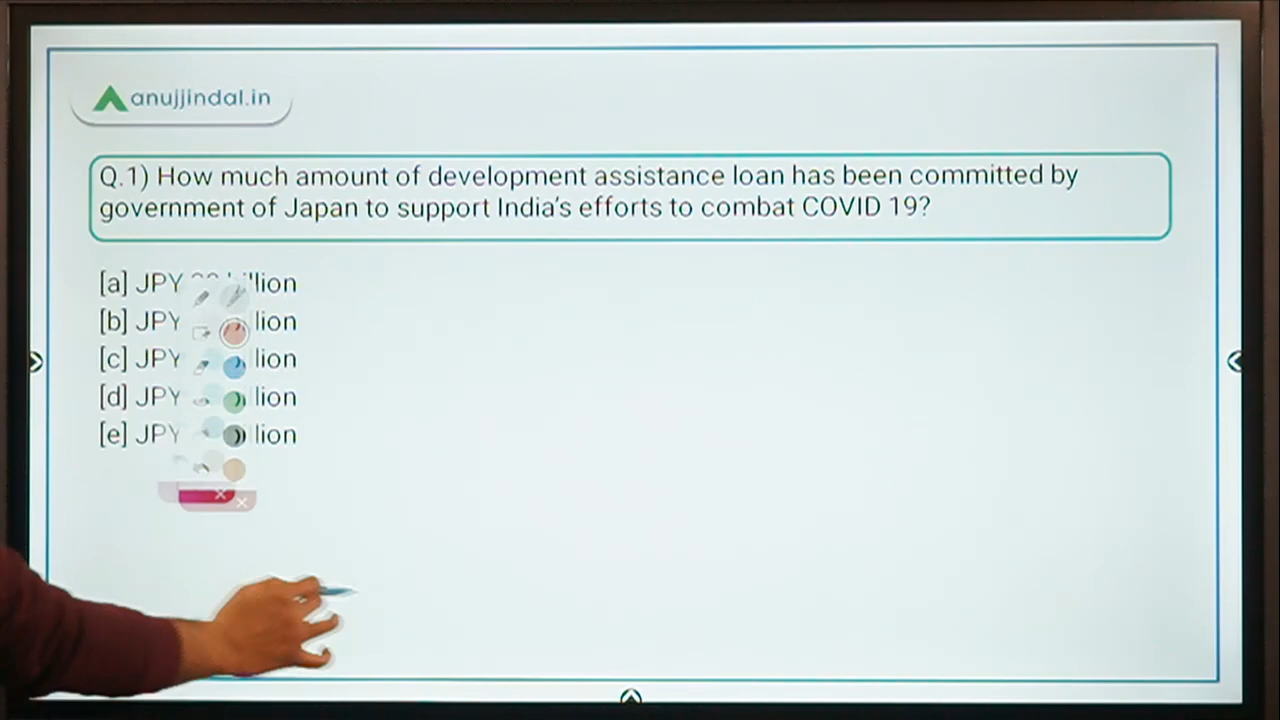 anujjindal.in
Q.1) How much amount of development assistance loan has been committed by
government of Japan to support India's efforts to combat COVID 19?
[a] JPY
[b] JPY
[c] JPY
[d] JPY
[e] JPY